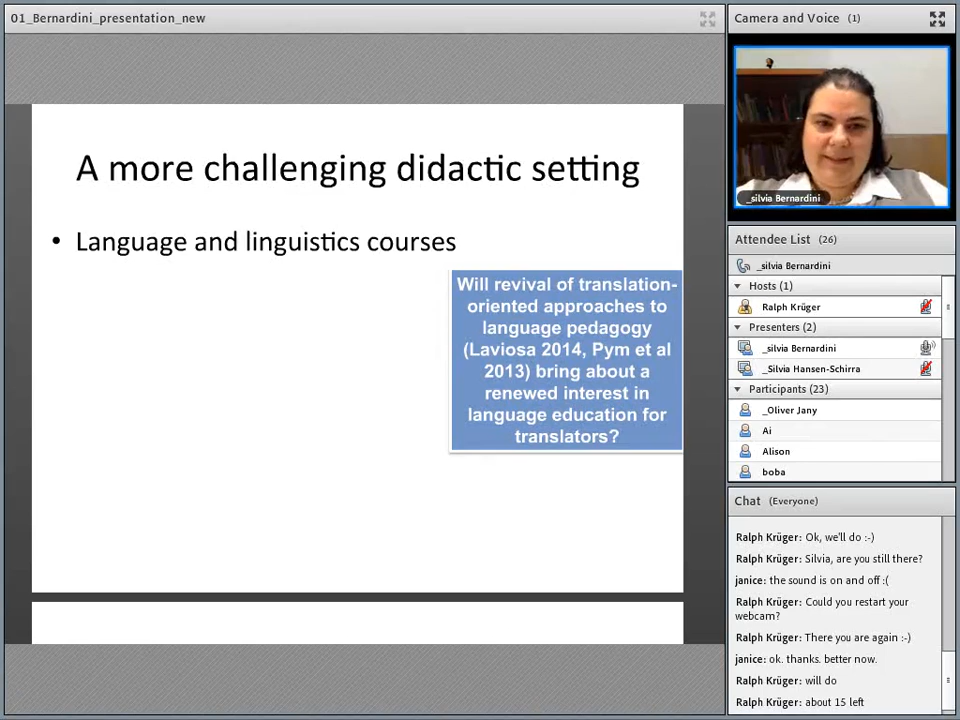 01_Bernardini_presentation_new
A more challenging didactic setting
• Language and linguistics courses
Will revival of translation-
oriented approaches to
language pedagogy
(Laviosa 2014, Pym et al
2013) bring about a
renewed interest in
language education for
translators?
Camera and Voice (1)
_silvia Bernardini
Attendee List (26)
_silvia Bernardini
Hosts (1)
Ralph Krüger
Presenters (2)
_silvia Bernardini
_Silvia Hansen-Schirra
Participants (23)
_Oliver Jany
Ai
Alison
boba
Chat (Everyone)
Ralph Krüger: Ok, we'll do :-)
Ralph Krüger: Silvia, are you still there?
janice: the sound is on and off :(
Ralph Krüger: Could you restart your
webcam?
Ralph Krüger: There you are again :-)
janice: ok. thanks. better now.
Ralph Krüger: will do
Ralph Krüger: about 15 left